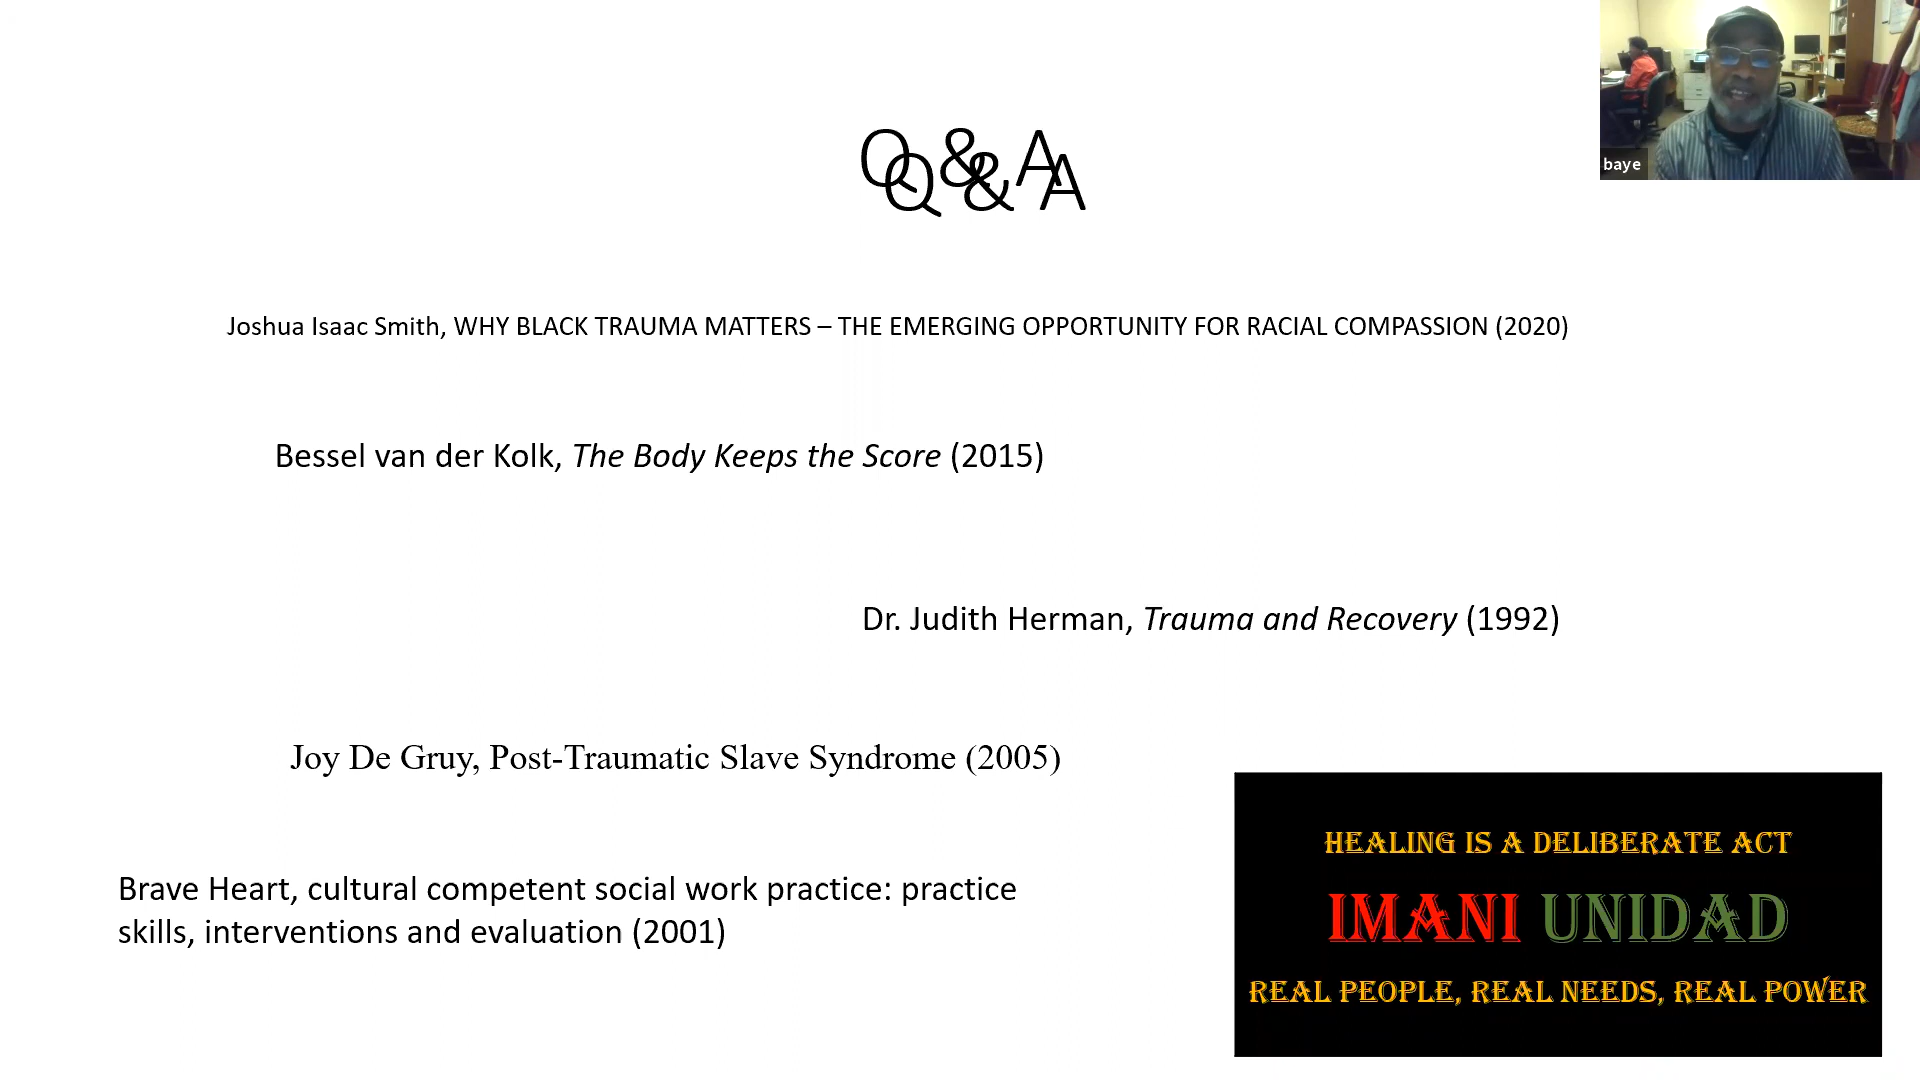 baye
Q & A
Q & A
Joshua Isaac Smith, WHY BLACK TRAUMA MATTERS – THE EMERGING OPPORTUNITY FOR RACIAL COMPASSION (2020)
Bessel van der Kolk, The Body Keeps the Score (2015)
Dr. Judith Herman, Trauma and Recovery (1992)
Joy De Gruy, Post-Traumatic Slave Syndrome (2005)
Brave Heart, cultural competent social work practice: practice
skills, interventions and evaluation (2001)
HEALING IS A DELIBERATE ACT
IMANI UNIDAD
REAL PEOPLE, REAL NEEDS, REAL POWER